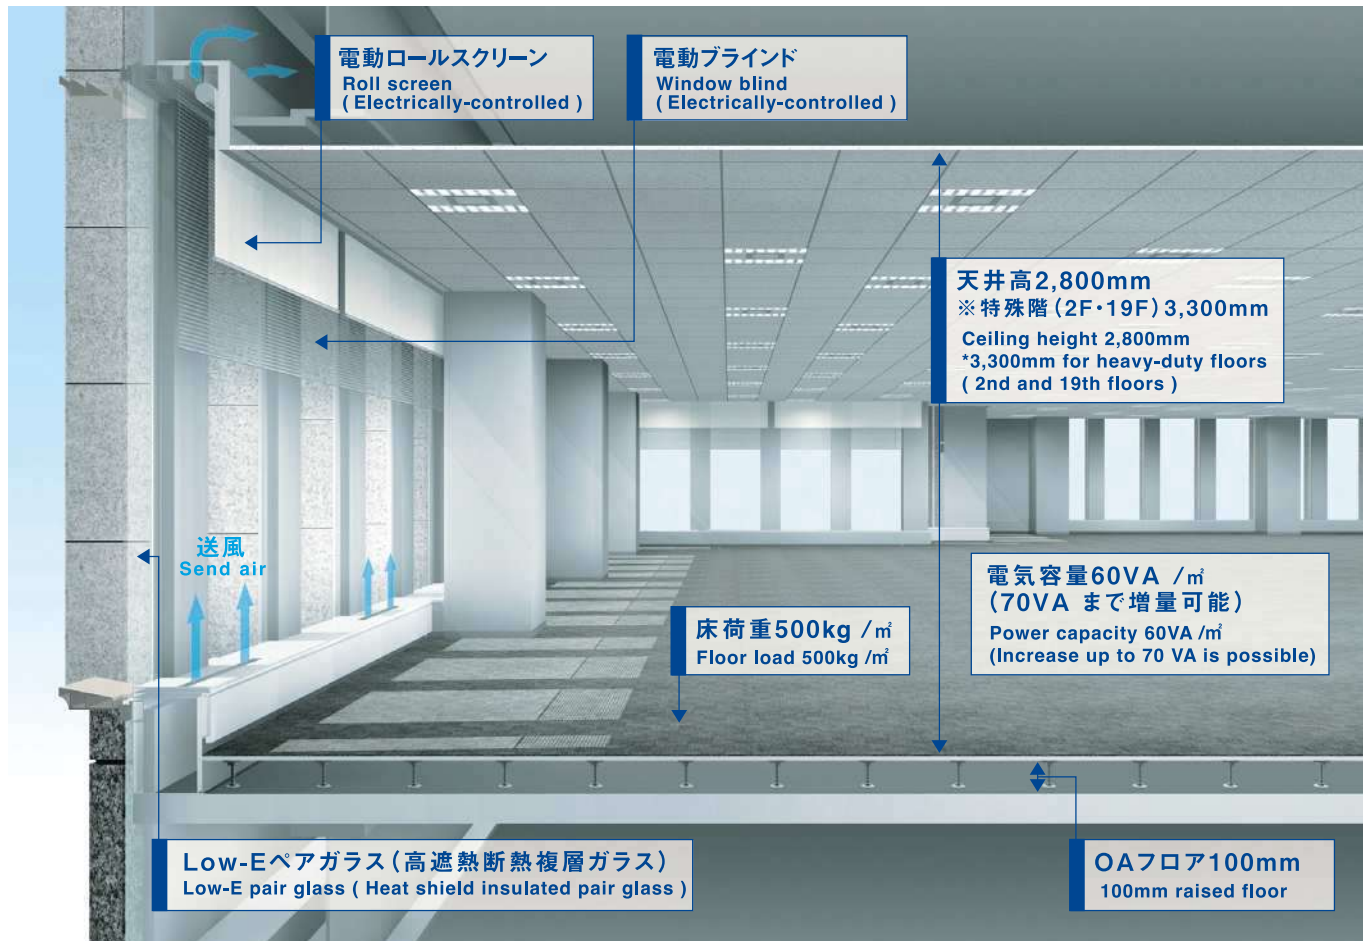 電動ロールスクリーン
Roll screen
( Electrically-controlled )
電動ブラインド
Window blind
( Electrically-controlled )
天井高2,800mm
※特殊階(2F・19F)3,300mm
Ceiling height 2,800mm
*3,300mm for heavy-duty floors
( 2nd and 19th floors )
送風
Send air
電気容量60VA /㎡
(70VA まで増量可能)
Power capacity 60VA /㎡
(Increase up to 70 VA is possible)
床荷重500kg /㎡
Floor load 500kg /㎡
Low-Eペアガラス(高遮熱断熱複層ガラス)
Low-E pair glass ( Heat shield insulated pair glass )
OAフロア100mm
100mm raised floor